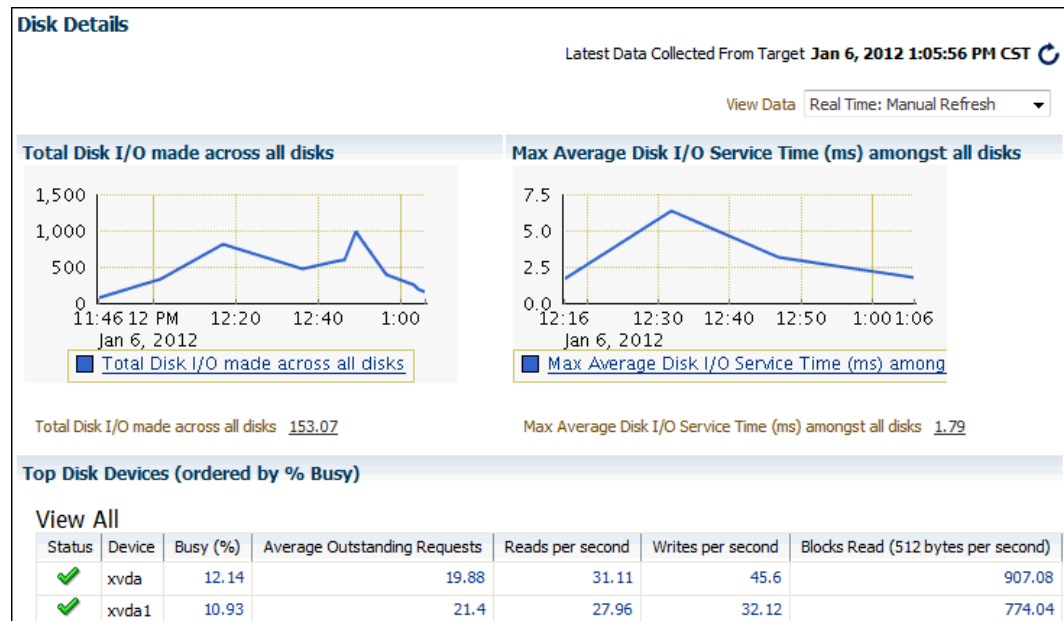 Disk Details
Latest Data Collected From Target Jan 6, 2012 1:05:56 PM CST
View Data Real Time: Manual Refresh
Total Disk I/O made across all disks
1,500
1,000
500
0
11:46 12 PM 12:20 12:40 1:00
Jan 6, 2012
Total Disk I/O made across all disks
Total Disk I/O made across all disks 153.07
Max Average Disk I/O Service Time (ms) amongst all disks
7.5
5.0
2.5
0.0
12:16 12:30 12:40 12:50 1:00 1:06
Jan 6, 2012
Max Average Disk I/O Service Time (ms) among
Max Average Disk I/O Service Time (ms) amongst all disks 1.79
Top Disk Devices (ordered by % Busy)
View All
Status Device Busy (%) Average Outstanding Requests Reads per second Writes per second Blocks Read (512 bytes per second)
xvda 12.14 19.88 31.11 45.6 907.08
xvda1 10.93 21.4 27.96 32.12 774.04